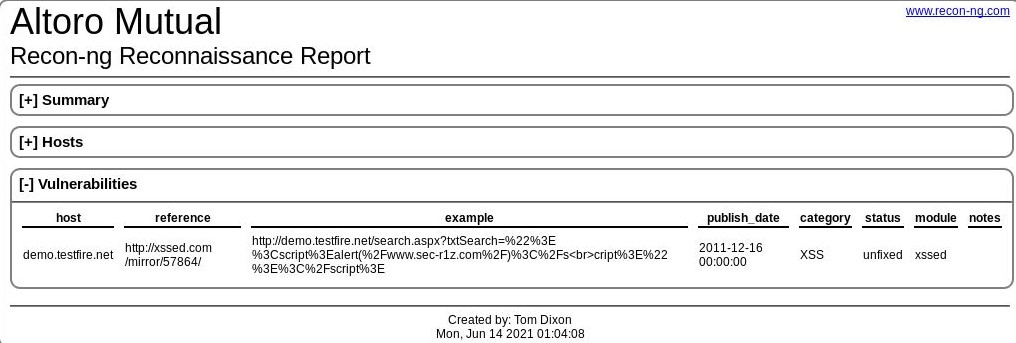 Altoro Mutual
www.recon-ng.com
Recon-ng Reconnaissance Report
[+] Summary
[+] Hosts
[-] Vulnerabilities
host reference example publish_date category status module notes
http://demo.testfire.net/search.aspx?txtSearch=%22%3E
http://xssed.com 2011-12-16
demo.testfire.net %3Cscript%3Ealert(%2Fwww.sec-r1z.com%2F)%3C%2Fs<br>cript%3E%22 XSS unfixed xssed
/mirror/57864/ 00:00:00
%3E%3C%2Fscript%3E
Created by: Tom Dixon
Mon, Jun 14 2021 01:04:08